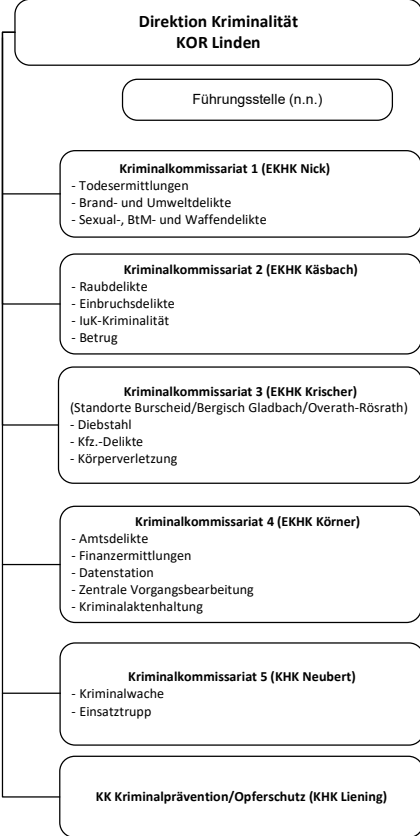 Direktion Kriminalität
KOR Linden
Führungsstelle (n.n.)
Kriminalkommissariat 1 (EKHK Nick)
- Todesermittlungen
- Brand- und Umweltdelikte
- Sexual-, BtM- und Waffendelikte
Kriminalkommissariat 2 (EKHK Käsbach)
- Raubdelikte
- Einbruchsdelikte
- IuK-Kriminalität
- Betrug
Kriminalkommissariat 3 (EKHK Krischer)
(Standorte Burscheid/Bergisch Gladbach/Overath-Rösrath)
- Diebstahl
- Kfz.-Delikte
- Körperverletzung
Kriminalkommissariat 4 (EKHK Körner)
- Amtsdelikte
- Finanzermittlungen
- Datenstation
- Zentrale Vorgangsbearbeitung
- Kriminalaktenhaltung
Kriminalkommissariat 5 (KHK Neubert)
- Kriminalwache
- Einsatztrupp
KK Kriminalprävention/Opferschutz (KHK Liening)